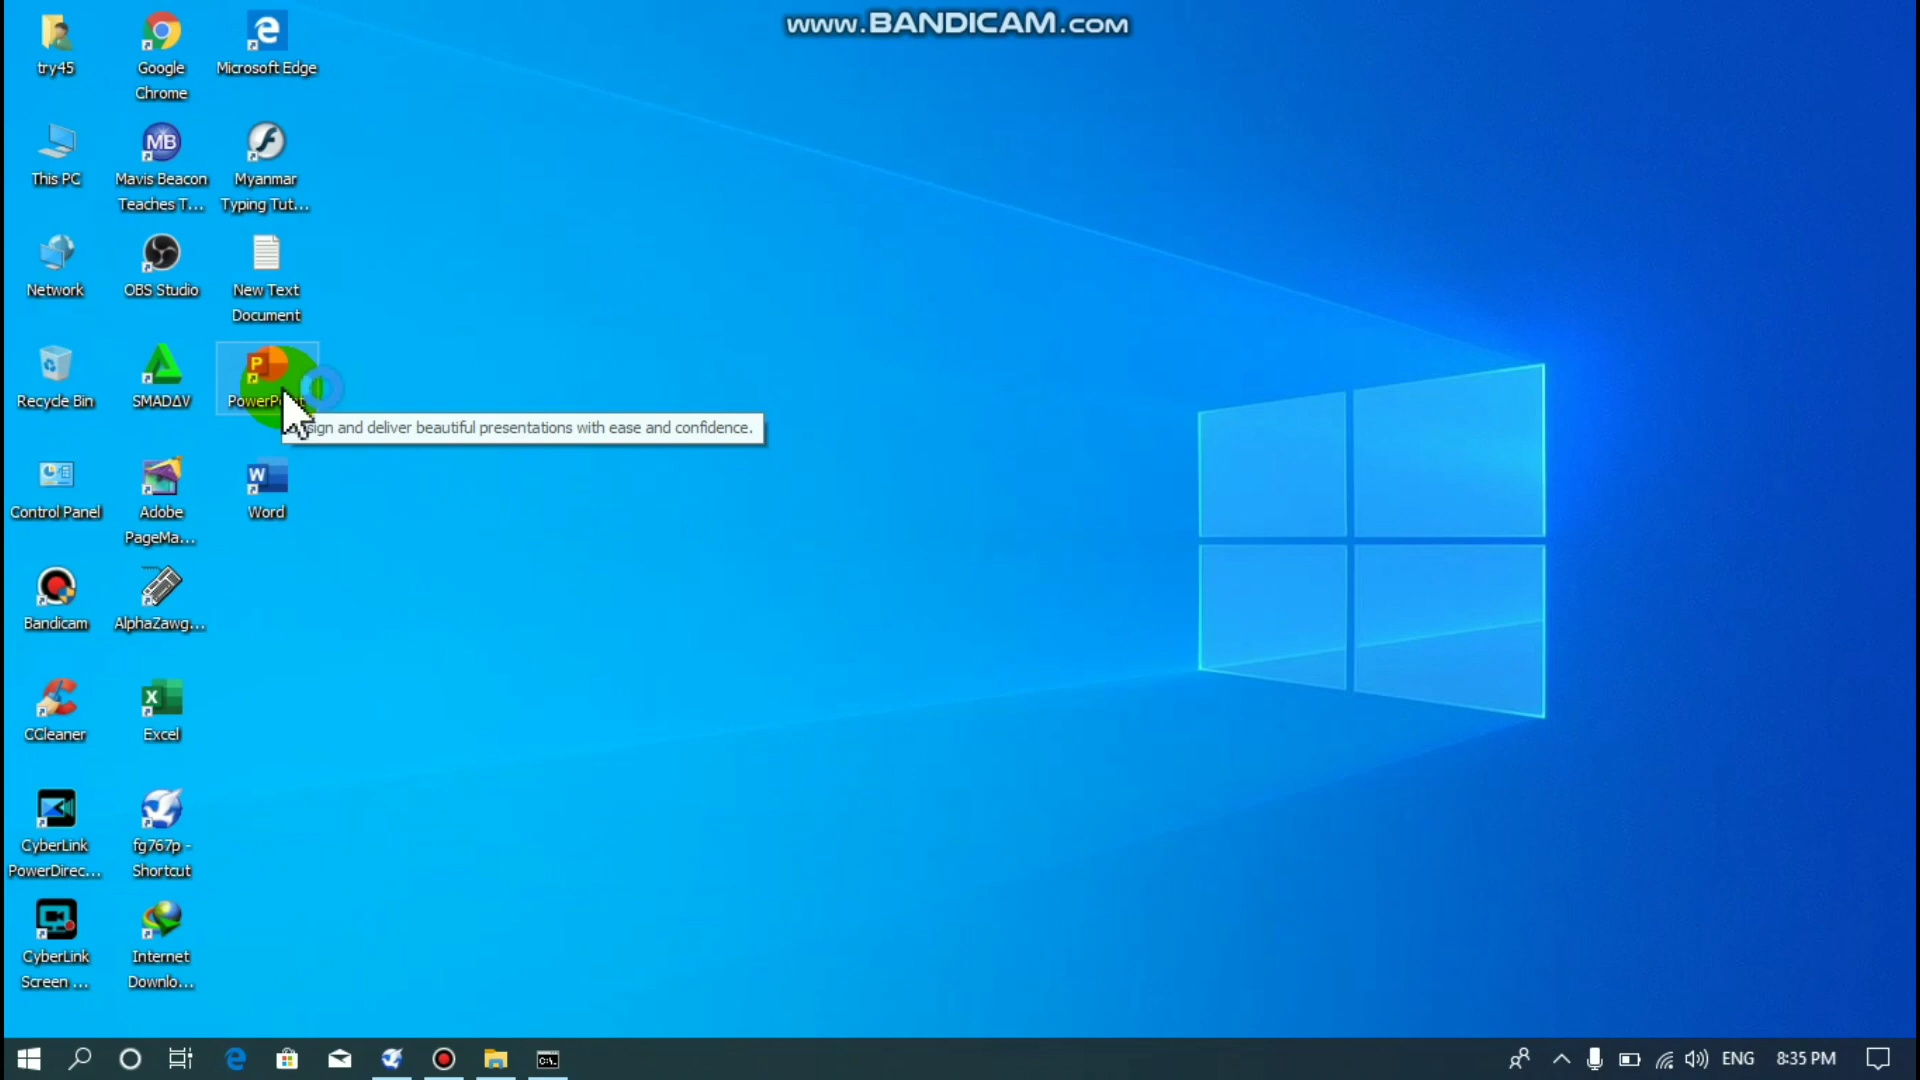 www.BANDICAM.com
try45
Google
Chrome
Microsoft Edge
This PC
Mavis Beacon
Teaches T...
Myanmar
Typing Tut...
Network
OBS Studio
New Text
Document
Recycle Bin
SMADΔV
and deliver beautiful presentations with ease and confidence.
Control Panel
Adobe
PageMa...
Word
Bandicam
AlphaZawg...
CCleaner
Excel
CyberLink
PowerDirec...
fg767p -
Shortcut
CyberLink
Screen ...
Internet
Downlo...
ENG
8:35 PM